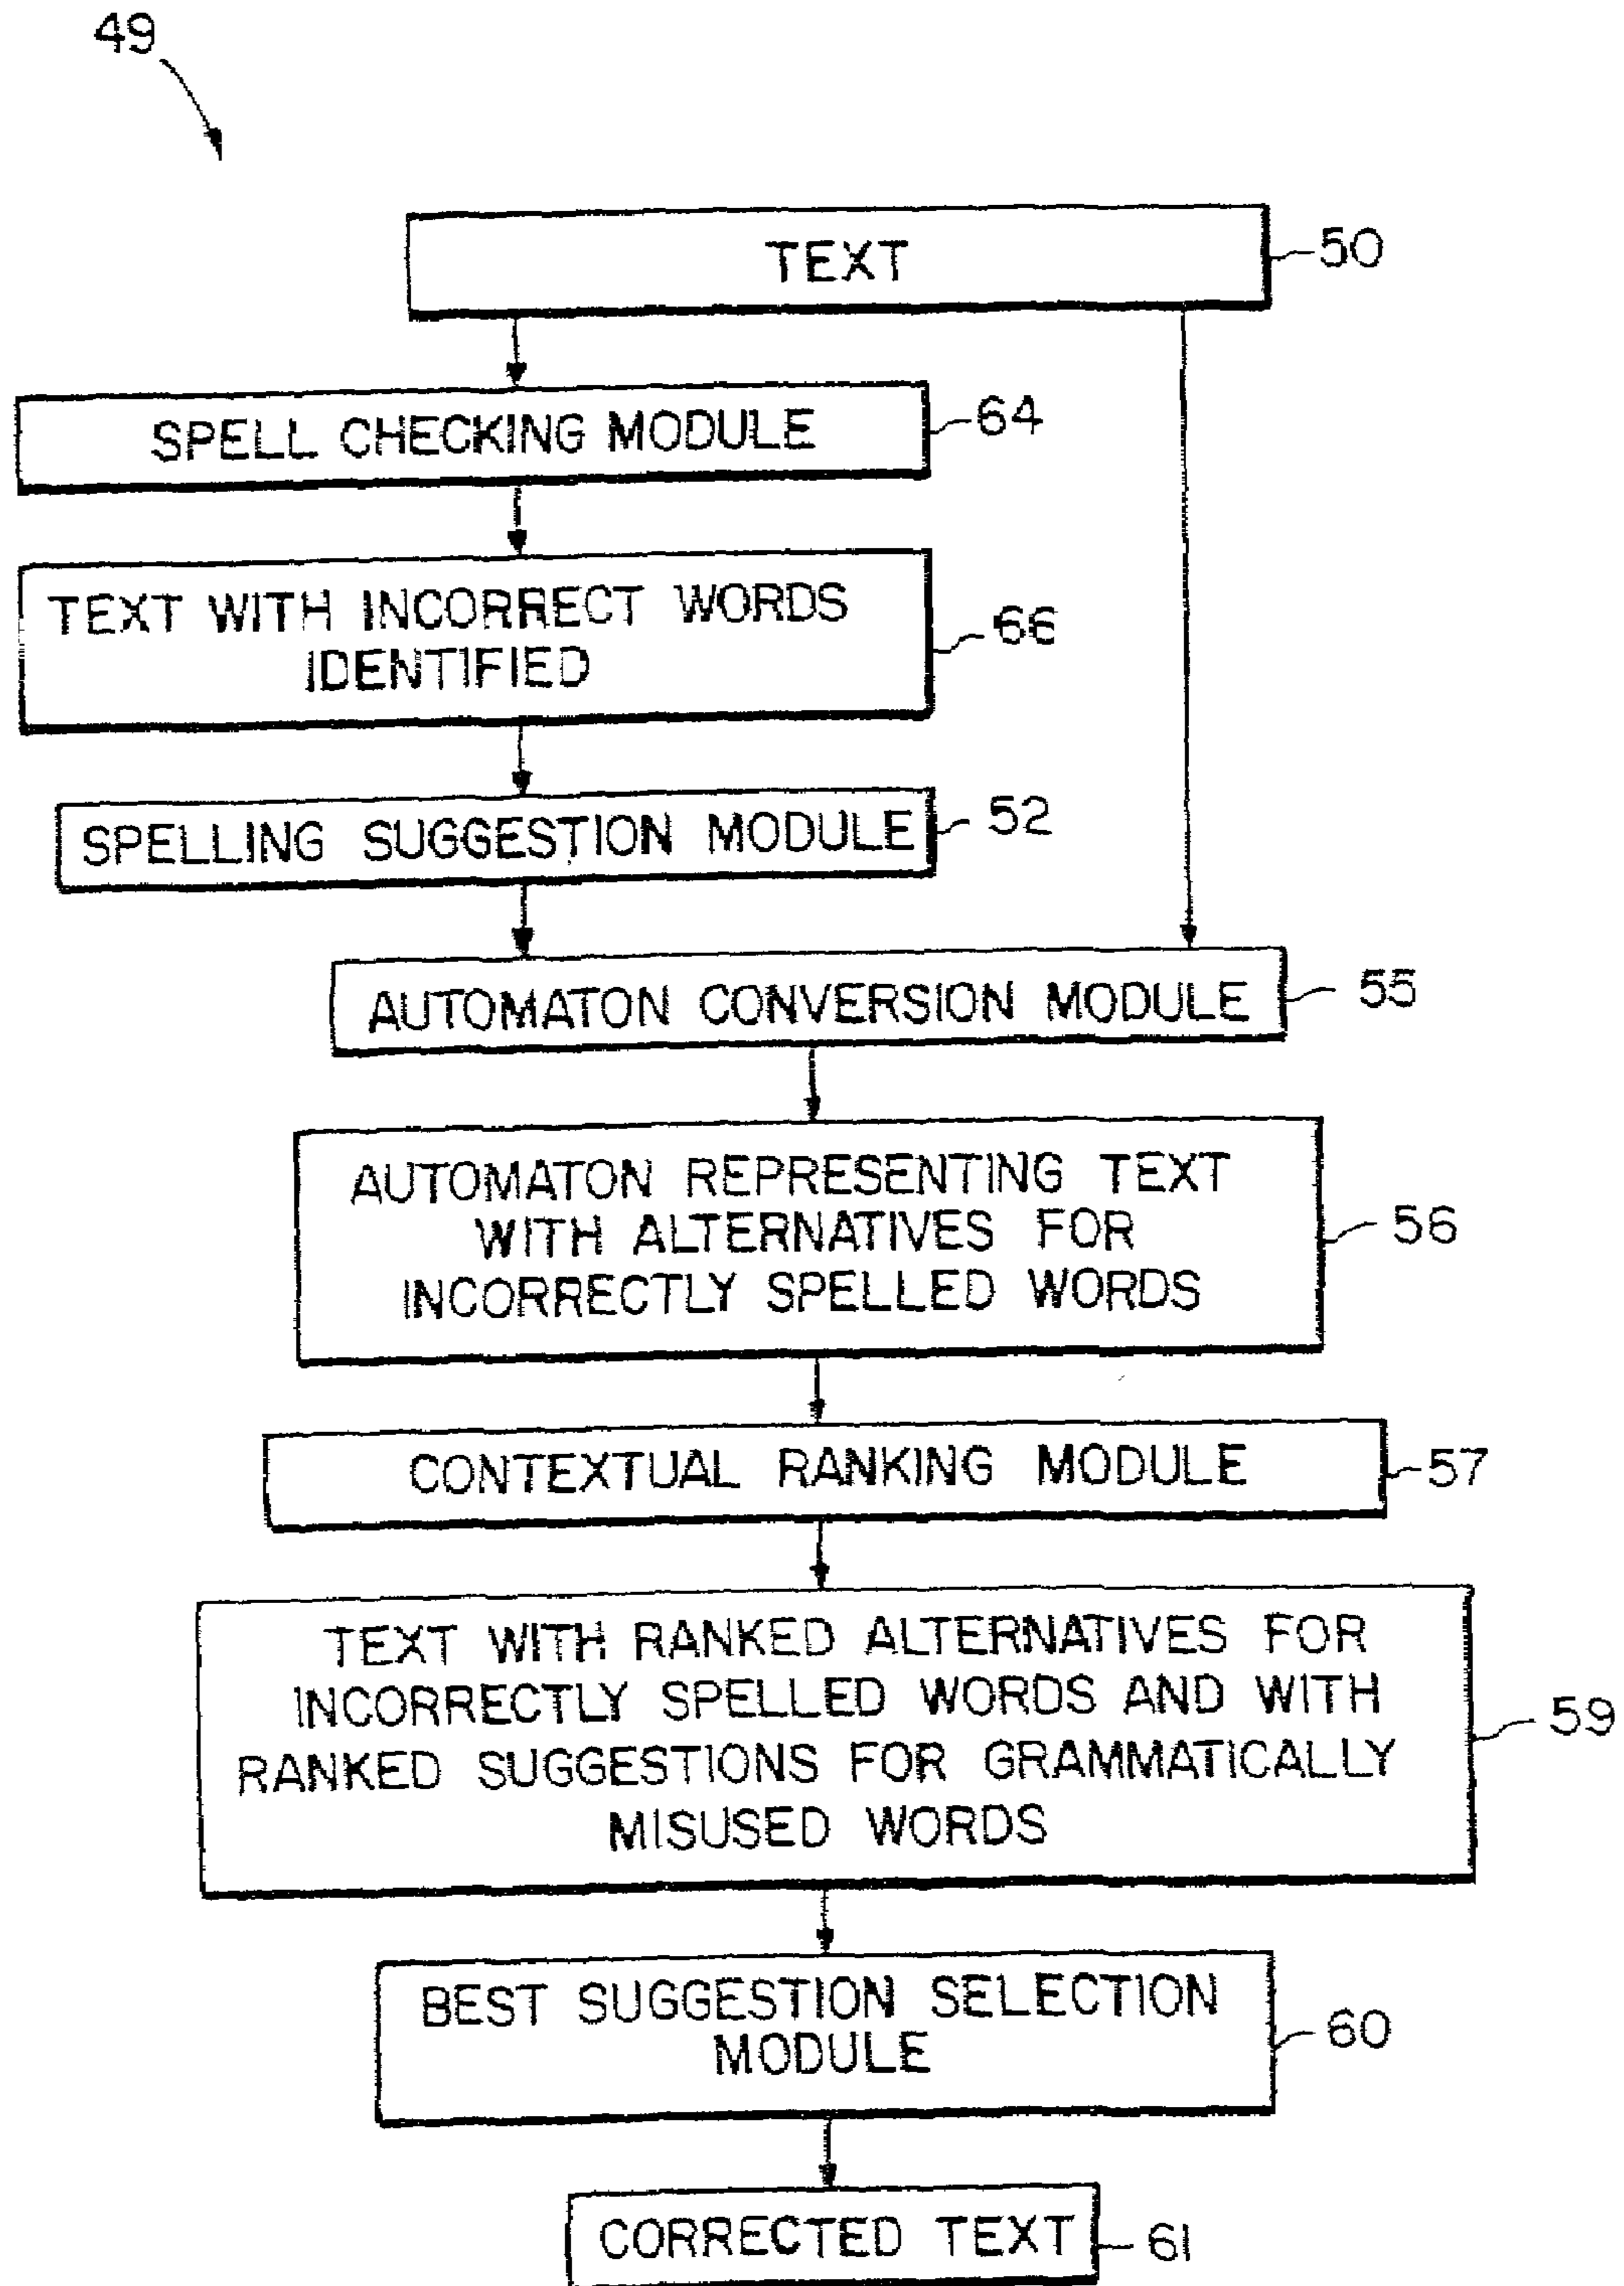 49
TEXT
50
SPELL CHECKING MODULE
64
TEXT WITH INCORRECT WORDS
IDENTIFIED
66
SPELLING SUGGESTION MODULE
52
AUTOMATON CONVERSION MODULE
55
AUTOMATON REPRESENTING TEXT
WITH ALTERNATIVES FOR
INCORRECTLY SPELLED WORDS
56
CONTEXTUAL RANKING MODULE
57
TEXT WITH RANKED ALTERNATIVES FOR
INCORRECTLY SPELLED WORDS AND WITH
RANKED SUGGESTIONS FOR GRAMMATICALLY
MISUSED WORDS
59
BEST SUGGESTION SELECTION
MODULE
60
CORRECTED TEXT
61